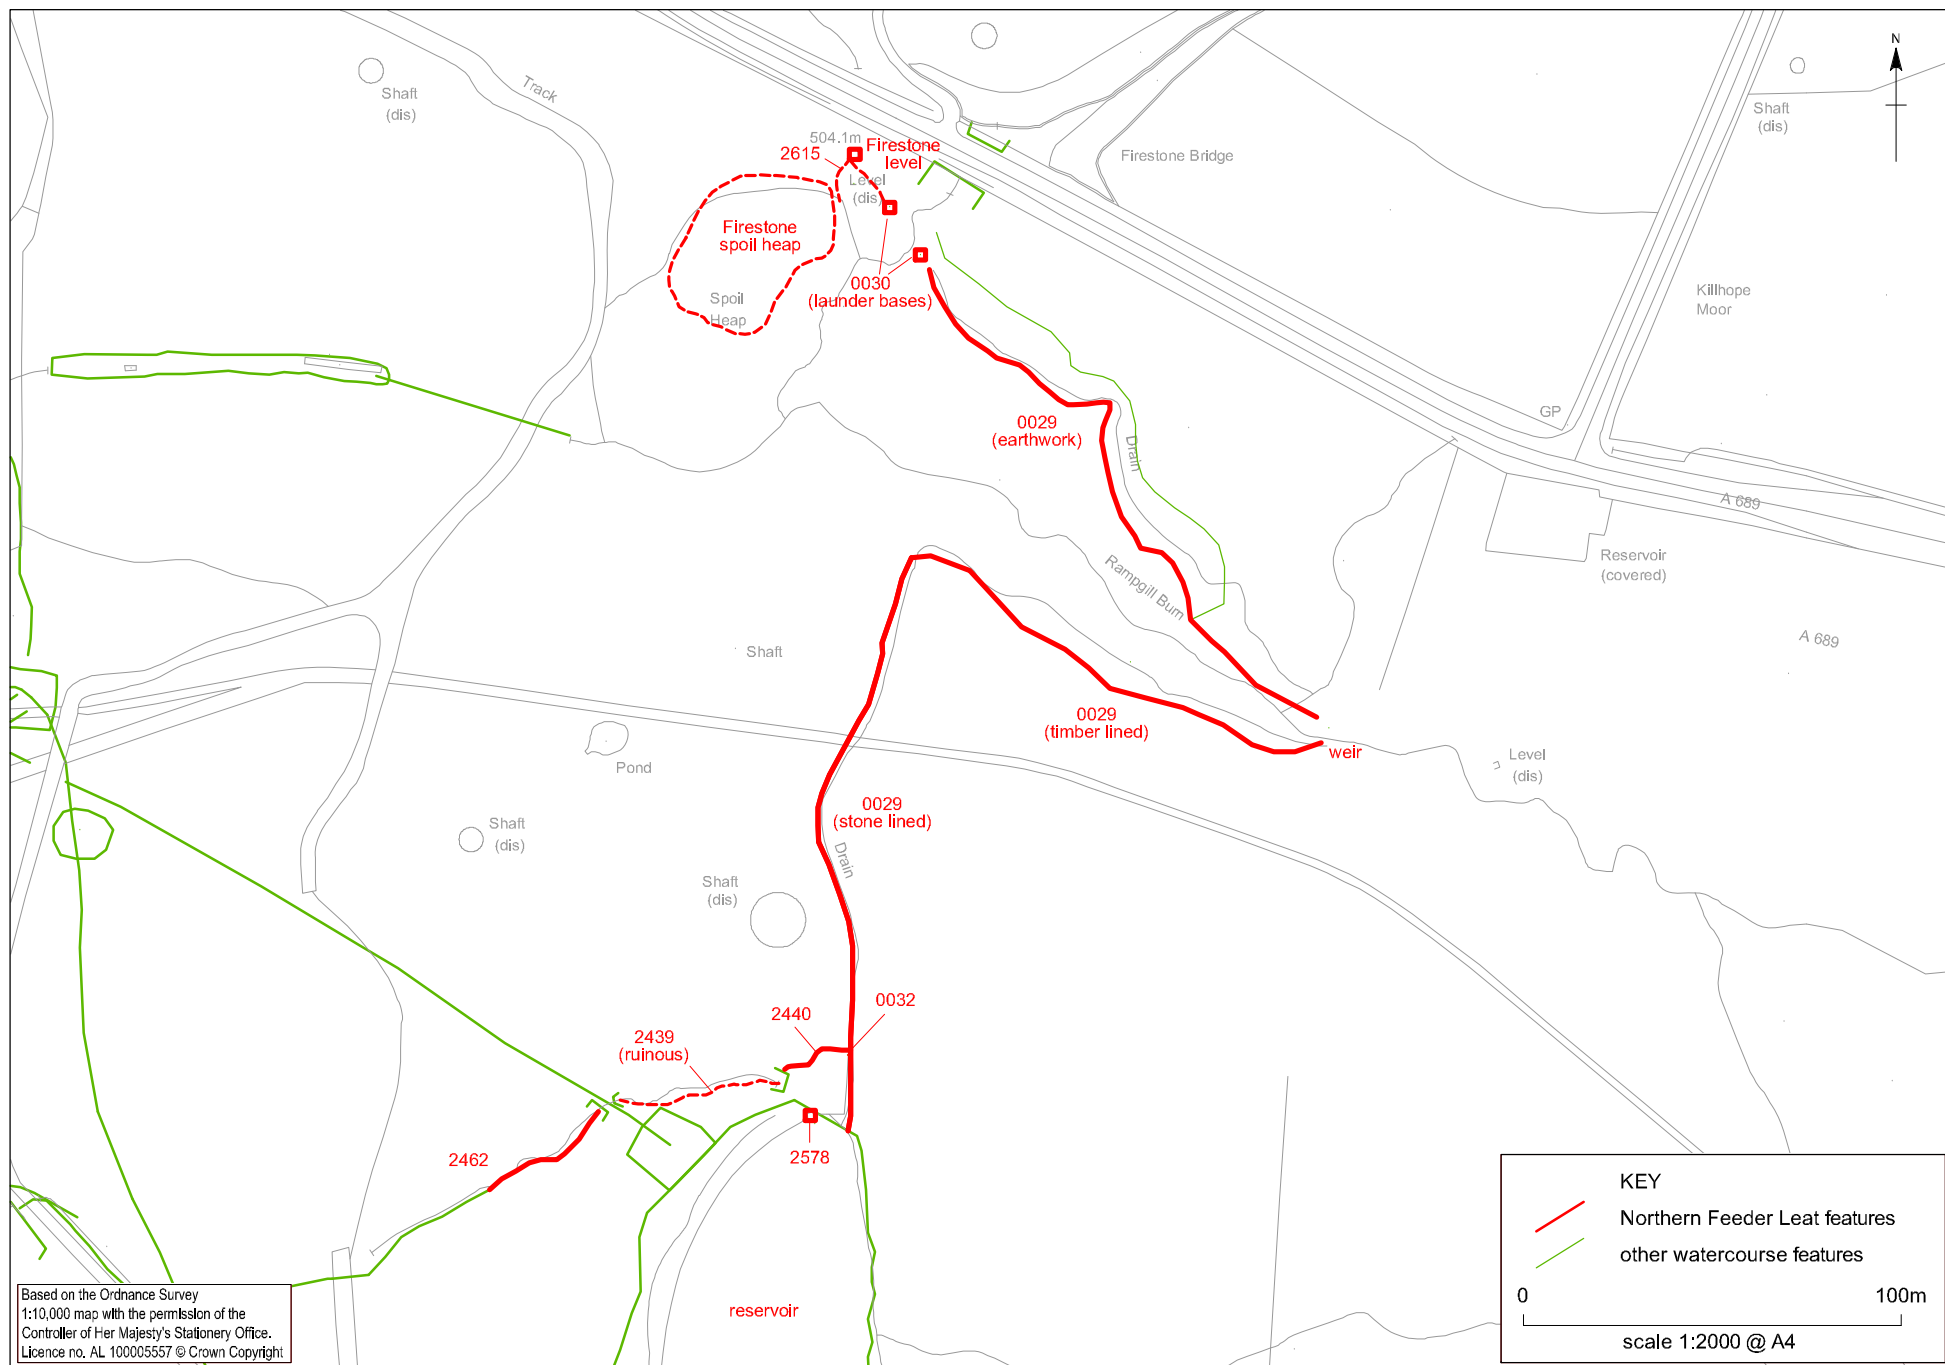 N
Track
Shaft
(dis)
Shaft
(dis)
504.1m
Firestone
level
2615
Firestone Bridge
Level
(dis)
Firestone
spoil heap
0030
(launder bases)
Spoil
Heap
Killhope
Moor
GP
0029
(earthwork)
Drain
A 689
Reservoir
(covered)
Rampgill Burn
A 689
Shaft
0029
(timber lined)
weir
Level
(dis)
Pond
0029
(stone lined)
Shaft
(dis)
Drain
Shaft
(dis)
0032
2440
2439
(ruinous)
2462
2578
reservoir
KEY
Northern Feeder Leat features
other watercourse features
0 100m
scale 1:2000 @ A4
Based on the Ordnance Survey
1:10,000 map with the permission of the
Controller of Her Majesty's Stationery Office.
Licence no. AL 100005557 © Crown Copyright